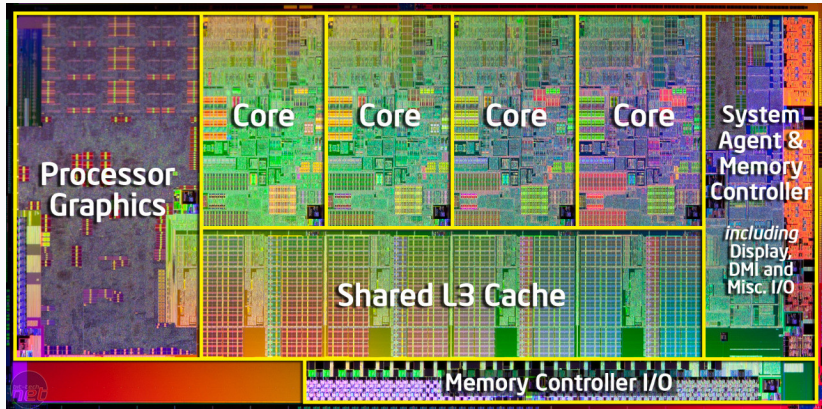 Processor
Graphics
Core
Core
Core
Core
System
Agent &
Memory
Controller
including
Display,
DMI and
Misc. I/O
Shared L3 Cache
Memory Controller I/O